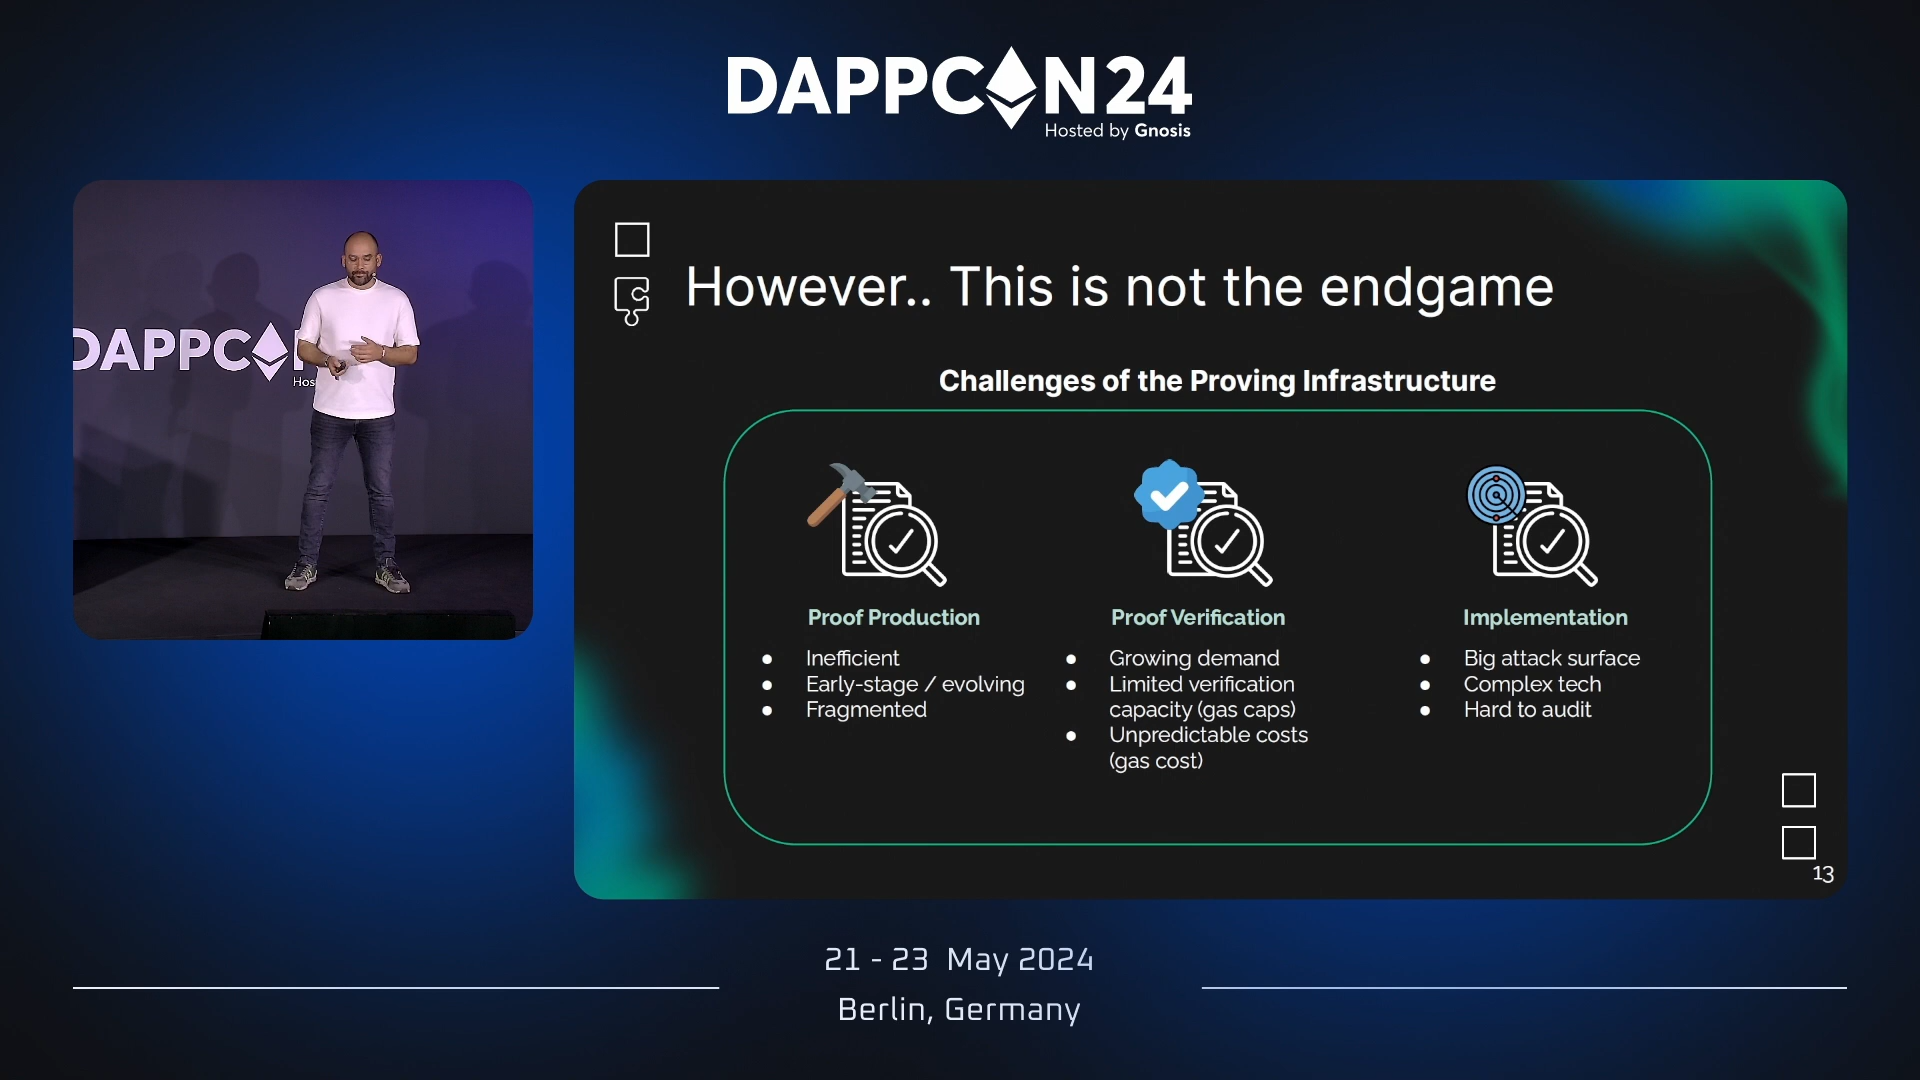 DAPPCON24
Hosted by Gnosis
DAPPCON
Hos
However.. This is not the endgame
Challenges of the Proving Infrastructure
Proof Production
● Inefficient
● Early-stage / evolving
● Fragmented
Proof Verification
● Growing demand
● Limited verification
capacity (gas caps)
● Unpredictable costs
(gas cost)
Implementation
● Big attack surface
● Complex tech
● Hard to audit
13
21 - 23 May 2024
Berlin, Germany